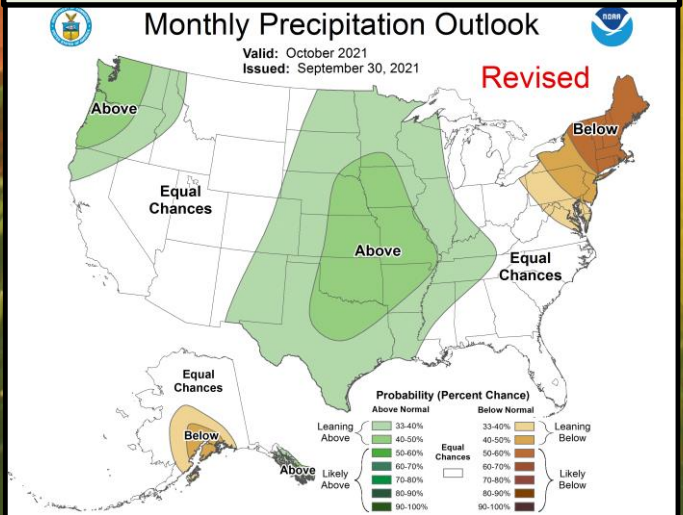 Monthly Precipitation Outlook
NOAA
Valid: October 2021
Issued: September 30, 2021
Revised
Above
Below
Equal
Chances
Above
Equal
Chances
Equal
Chances
Below
Above
Probability (Percent Chance)
Above Normal Below Normal
Leaning
Above
33-40%
40-50%
Likely
Above
50-60%
60-70%
70-80%
80-90%
90-100%
Equal
Chances
33-40%
40-50%
Leaning
Below
50-60%
60-70%
70-80%
80-90%
90-100%
Likely
Below